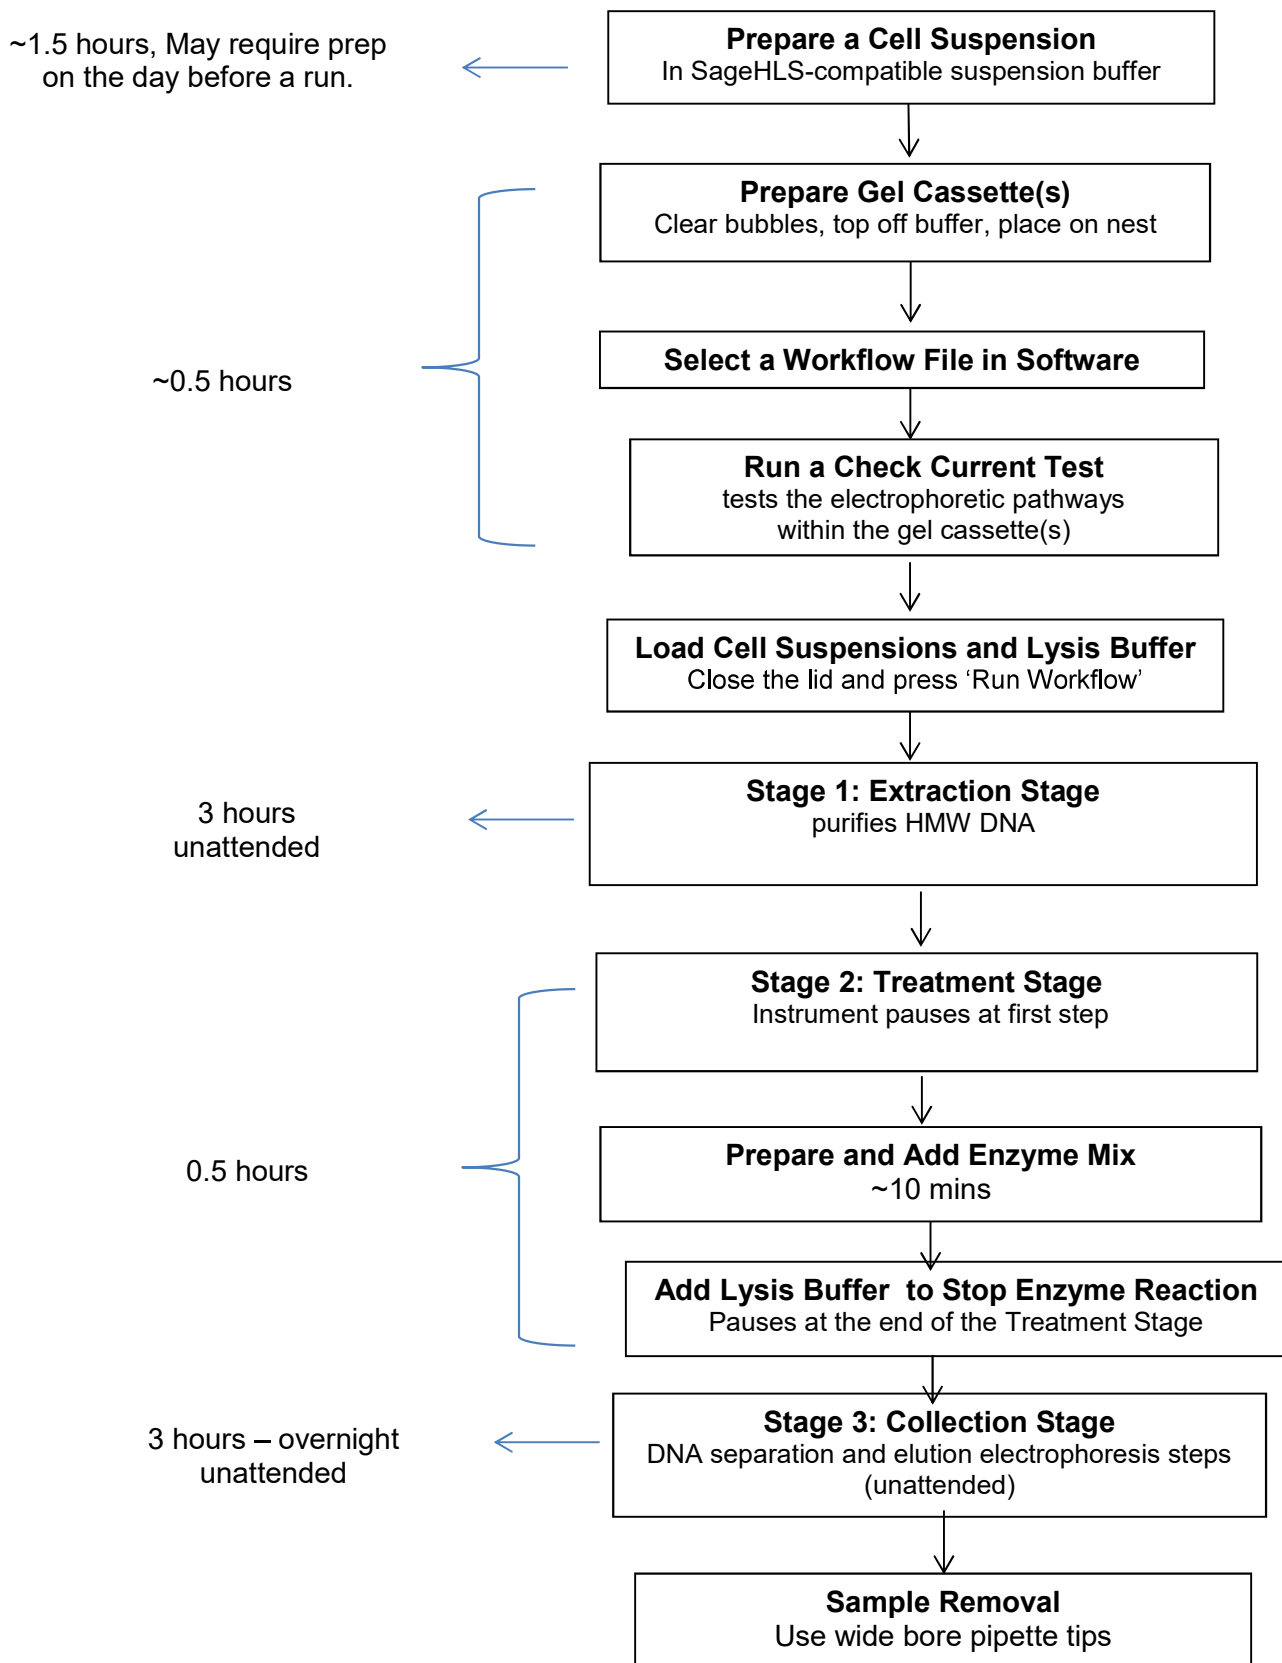 ~1.5 hours, May require prep
on the day before a run.
Prepare a Cell Suspension
In SageHLS-compatible suspension buffer
Prepare Gel Cassette(s)
Clear bubbles, top off buffer, place on nest
~0.5 hours
Select a Workflow File in Software
Run a Check Current Test
tests the electrophoretic pathways
within the gel cassette(s)
Load Cell Suspensions and Lysis Buffer
Close the lid and press ‘Run Workflow’
3 hours
unattended
Stage 1: Extraction Stage
purifies HMW DNA
Stage 2: Treatment Stage
Instrument pauses at first step
0.5 hours
Prepare and Add Enzyme Mix
~10 mins
Add Lysis Buffer  to Stop Enzyme Reaction
Pauses at the end of the Treatment Stage
3 hours – overnight
unattended
Stage 3: Collection Stage
DNA separation and elution electrophoresis steps
(unattended)
Sample Removal
Use wide bore pipette tips